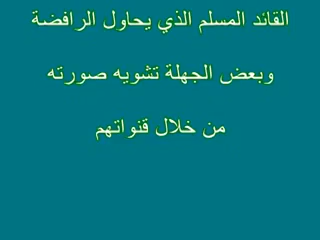 القائد المسلم الذي يحاول الرافضة
وبعض الجهلة تشويه صورته
من خلال قنواتهم